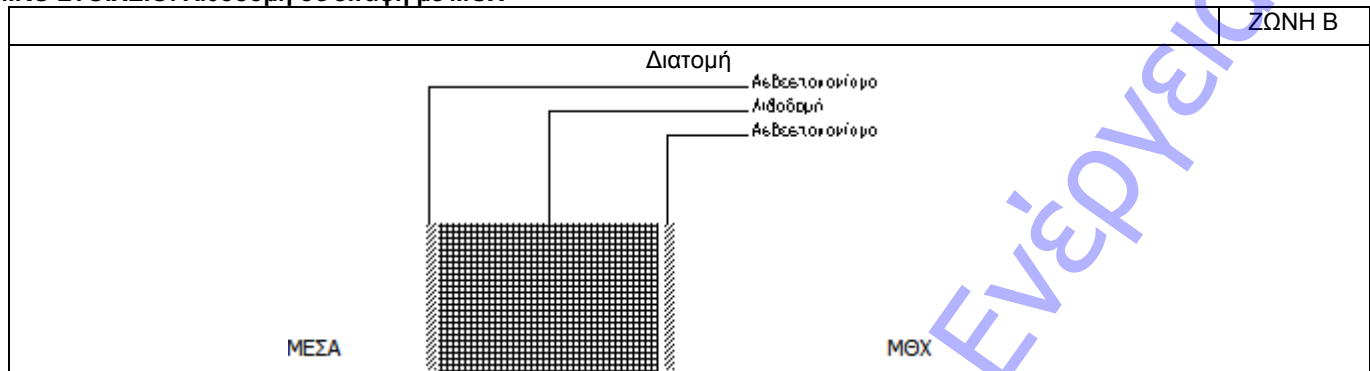 ΖΩΝΗ Β
Διατομή
Ασβεστοκονίαμα
Λιθοδομή
Ασβεστοκονίαμα
ΜΕΣΑ
ΜΘΧ
Ενέργεια